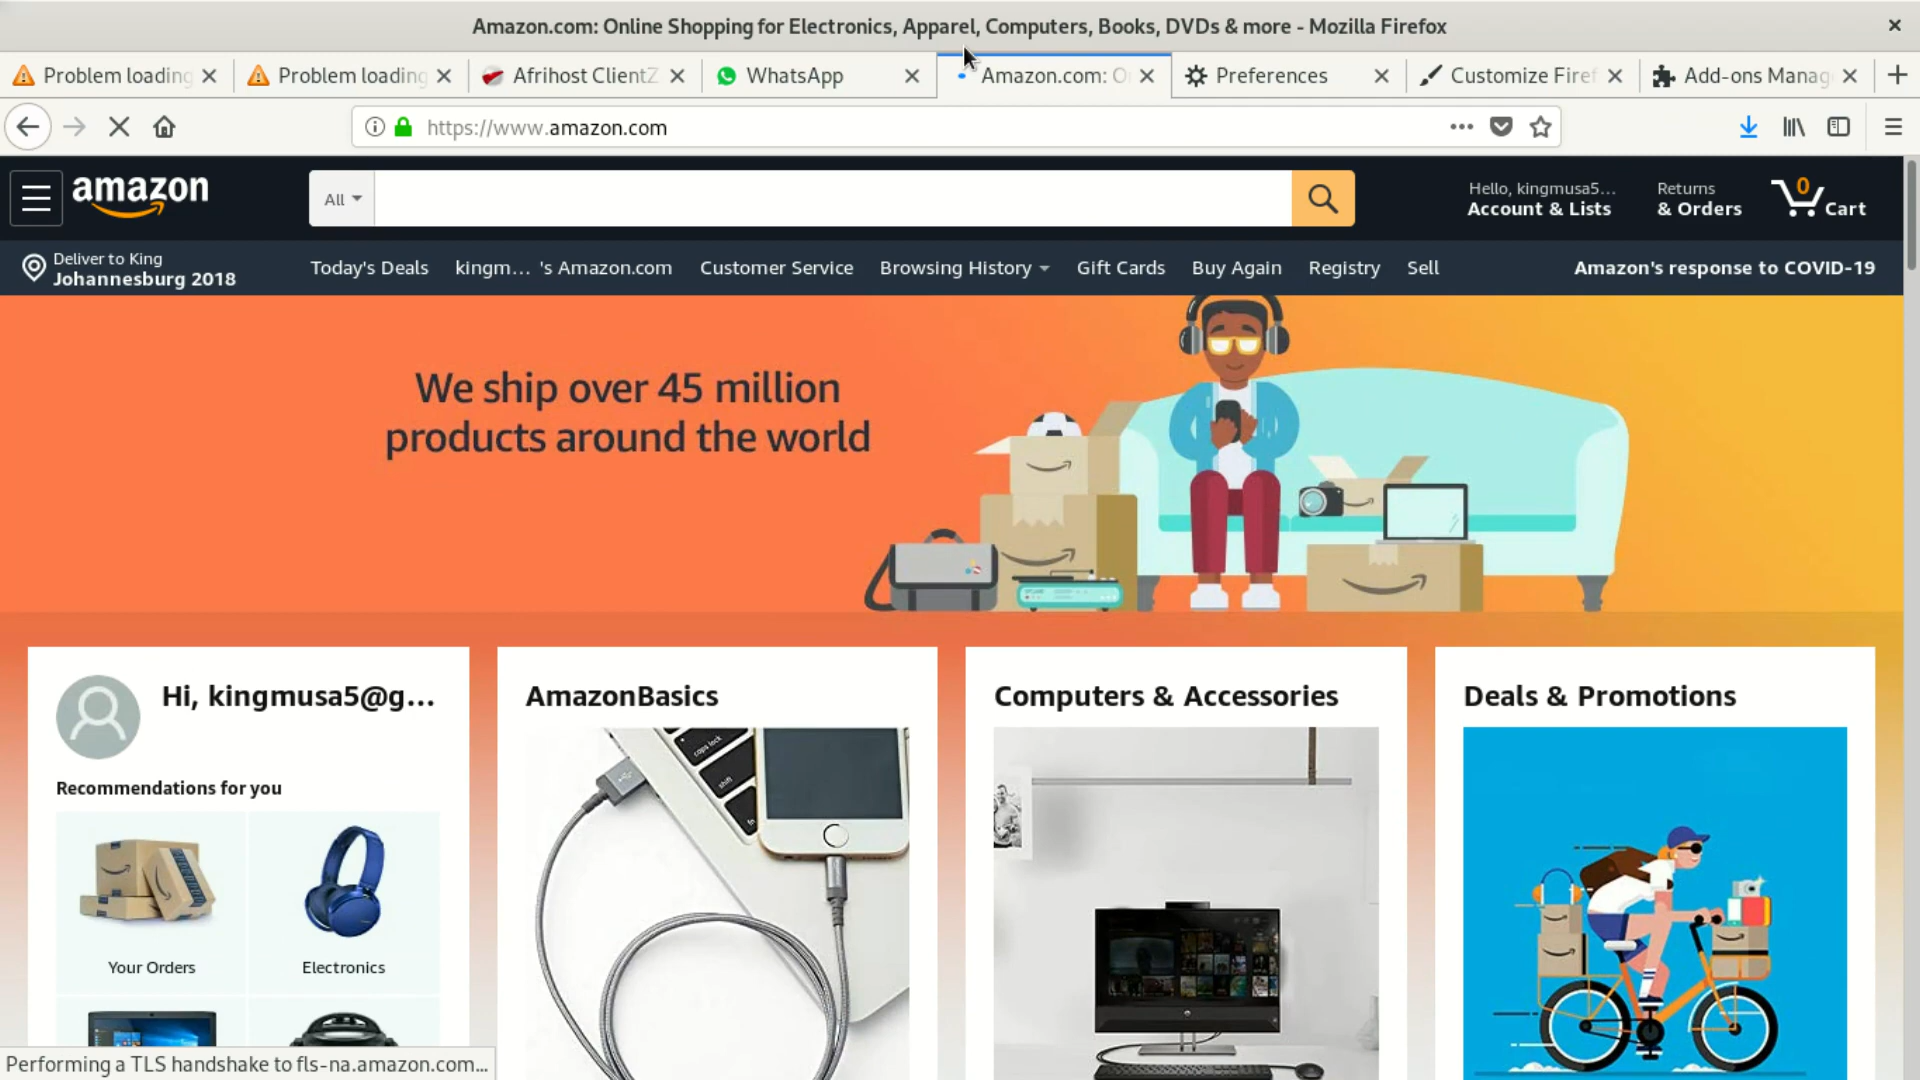 Amazon.com: Online Shopping for Electronics, Apparel, Computers, Books, DVDs & more - Mozilla Firefox
Problem loading
Problem loading
Afrihost ClientZ
WhatsApp
Amazon.com: O
Preferences
Customize Firef
Add-ons Manag
https://www.amazon.com
amazon
All
Hello, kingmusa5...
Account & Lists
Returns
& Orders
0
Cart
Deliver to King
Johannesburg 2018
Today's Deals
kingm... 's Amazon.com
Customer Service
Browsing History
Gift Cards
Buy Again
Registry
Sell
Amazon's response to COVID-19
We ship over 45 million
products around the world
Hi, kingmusa5@g...
Recommendations for you
Your Orders
Electronics
AmazonBasics
caps lock
shift
fn
Computers & Accessories
Deals & Promotions
Performing a TLS handshake to fls-na.amazon.com...